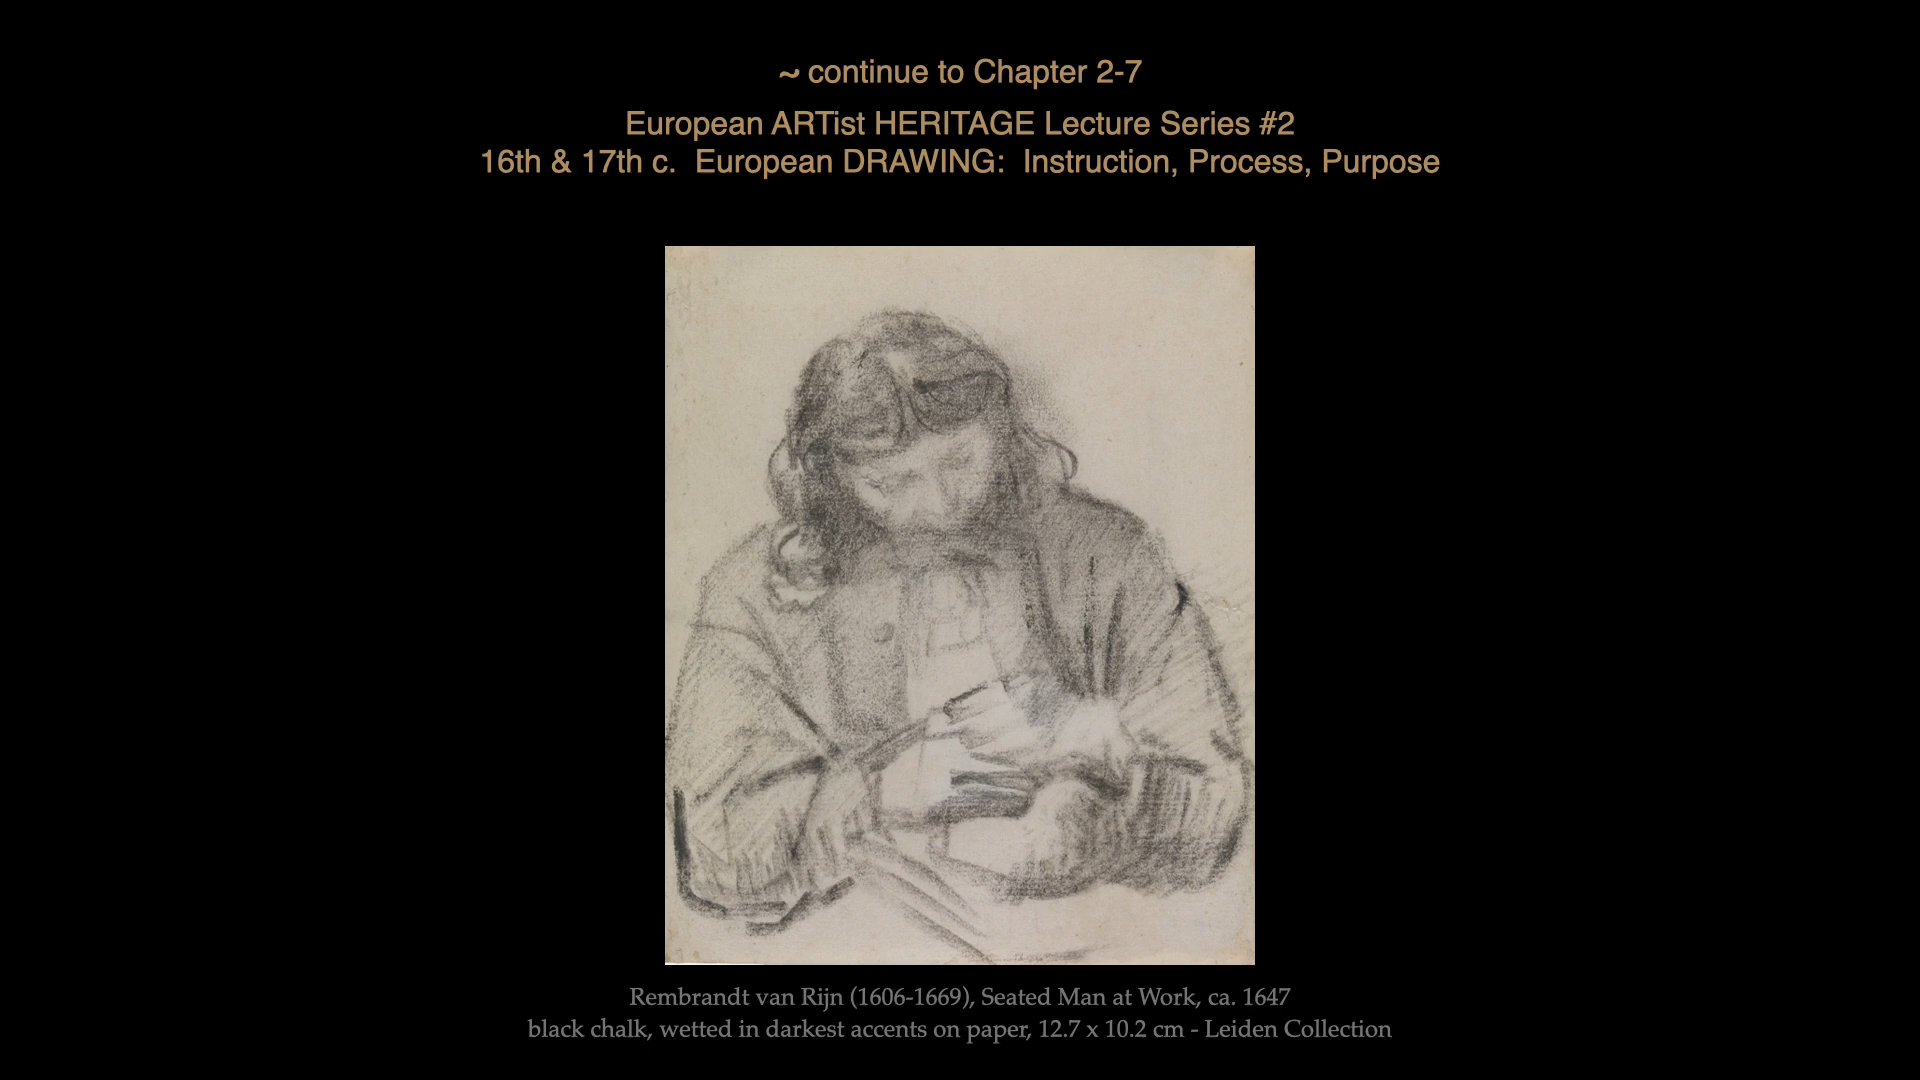 ~ continue to Chapter 2-7
European ARTist HERITAGE Lecture Series #2
16th & 17th c.  European DRAWING:  Instruction, Process, Purpose
Rembrandt van Rijn (1606-1669), Seated Man at Work, ca. 1647
black chalk, wetted in darkest accents on paper, 12.7 x 10.2 cm - Leiden Collection